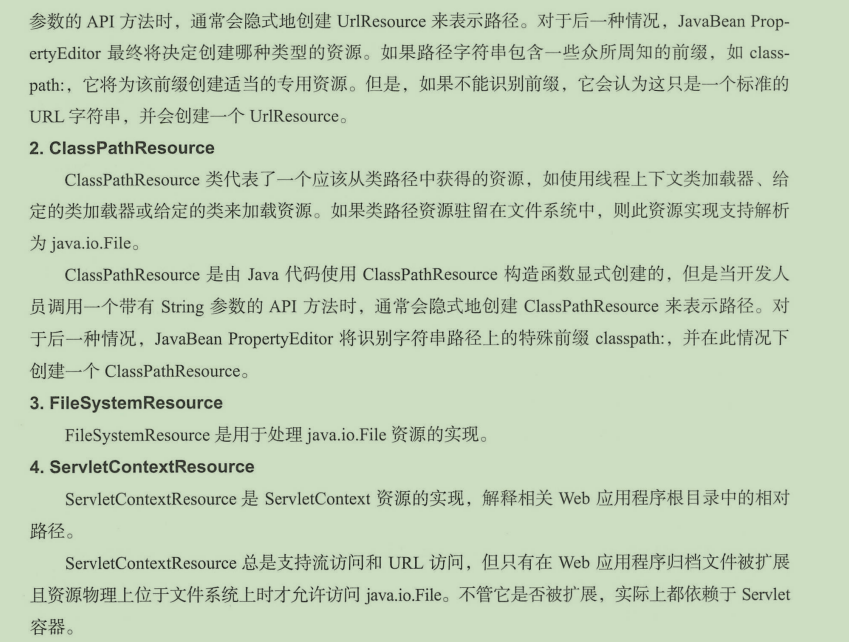 参数的 API 方法时，通常会隐式地创建 UrlResource 来表示路径。对于后一种情况，JavaBean Prop-
ertyEditor 最终将决定创建哪种类型的资源。如果路径字符串包含一些众所周知的前缀，如 class-
path:，它将为该前缀创建适当的专用资源。但是，如果不能识别前缀，它会认为这只是一个标准的
URL 字符串，并会创建一个 UrlResource。
2. ClassPathResource
ClassPathResource 类代表了一个应该从类路径中获得的资源，如使用线程上下文类加载器、给
定的类加载器或给定的类来加载资源。如果类路径资源驻留在文件系统中，则此资源实现支持解析
为 java.io.File。
ClassPathResource 是由 Java 代码使用 ClassPathResource 构造函数显式创建的，但是当开发人
员调用一个带有 String 参数的 API 方法时，通常会隐式地创建 ClassPathResource 来表示路径。对
于后一种情况，JavaBean PropertyEditor 将识别字符串路径上的特殊前缀 classpath:，并在此情况下
创建一个 ClassPathResource。
3. FileSystemResource
FileSystemResource 是用于处理 java.io.File 资源的实现。
4. ServletContextResource
ServletContextResource 是 ServletContext 资源的实现，解释相关 Web 应用程序根目录中的相对
路径。
ServletContextResource 总是支持流访问和 URL 访问，但只有在 Web 应用程序归档文件被扩展
且资源物理上位于文件系统上时才允许访问 java.io.File。不管它是否被扩展，实际上都依赖于 Servlet
容器。